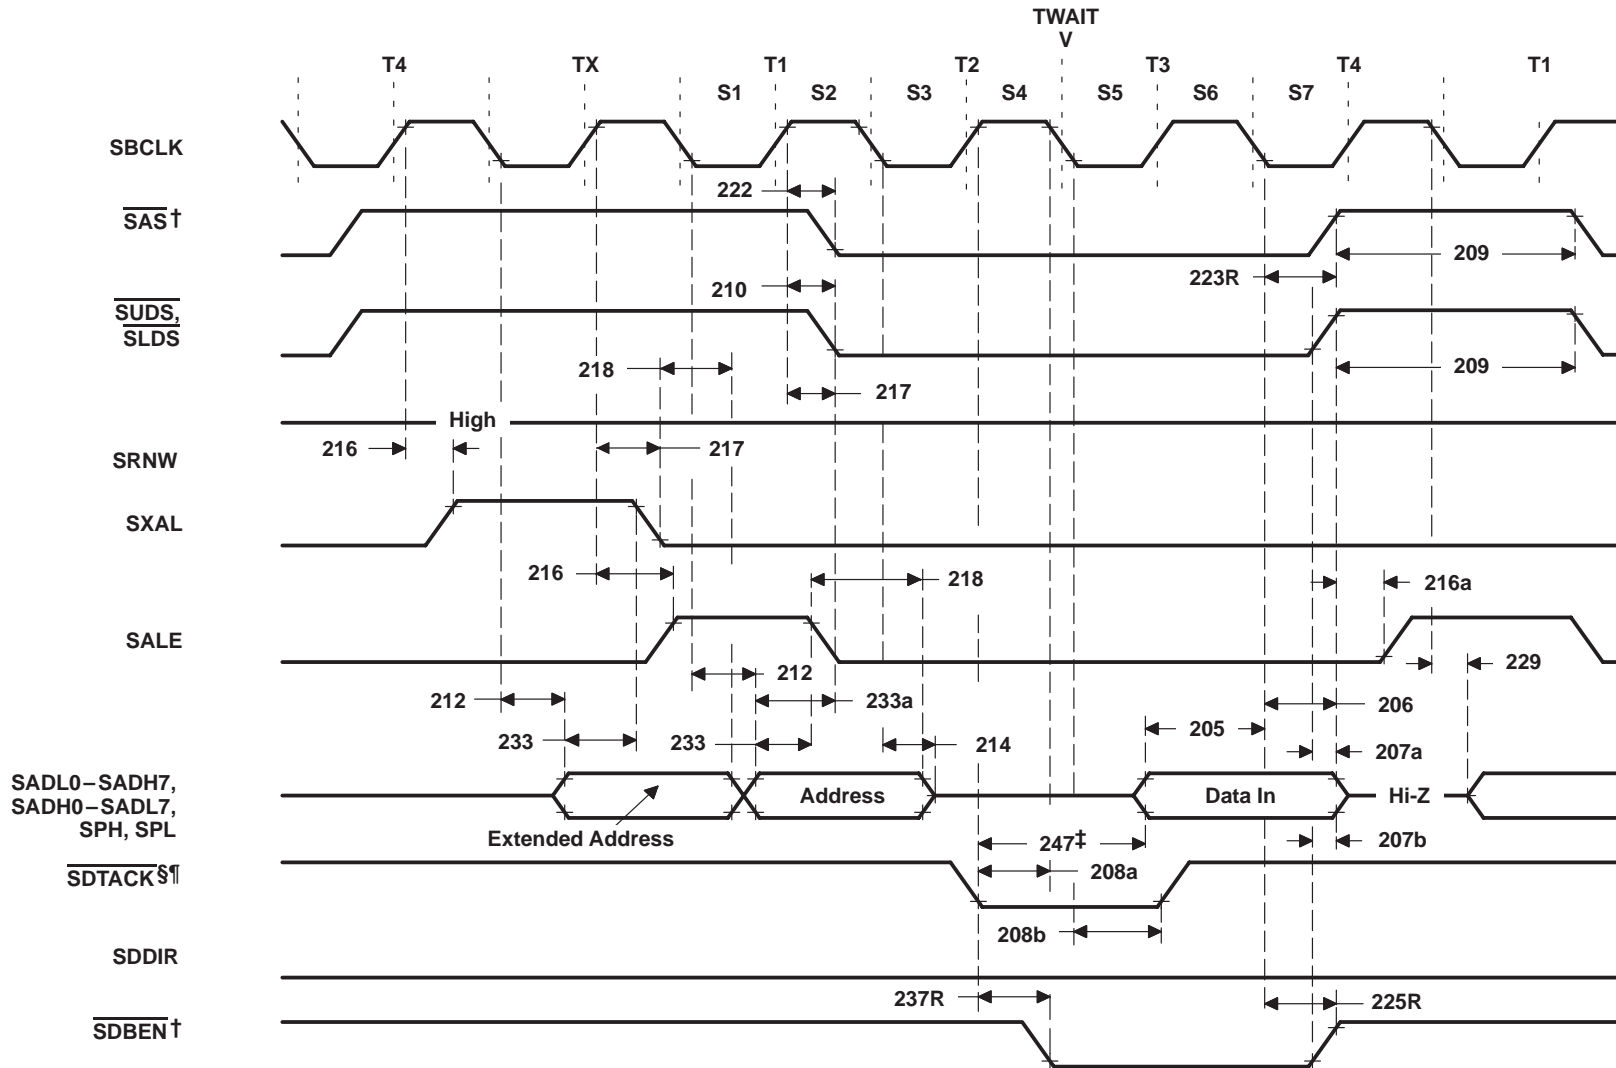 TWAIT
V
T4 TX T1 T2 T3 T4 T1
S1 S2 S3 S4 S5 S6 S7
SBCLK
222
SAS†
209
223R
210
SUDS,
SLDS
218
209
217
High
216
217
SRNW
SXAL
216
218
216a
SALE
212
229
212
233a
206
233
233
214
205
207a
SADL0–SADH7,
SADH0–SADL7,
SPH, SPL
Address
Data In
Hi-Z
Extended Address
247‡
207b
SDTACK§¶
208a
208b
SDDIR
237R
225R
SDBEN†